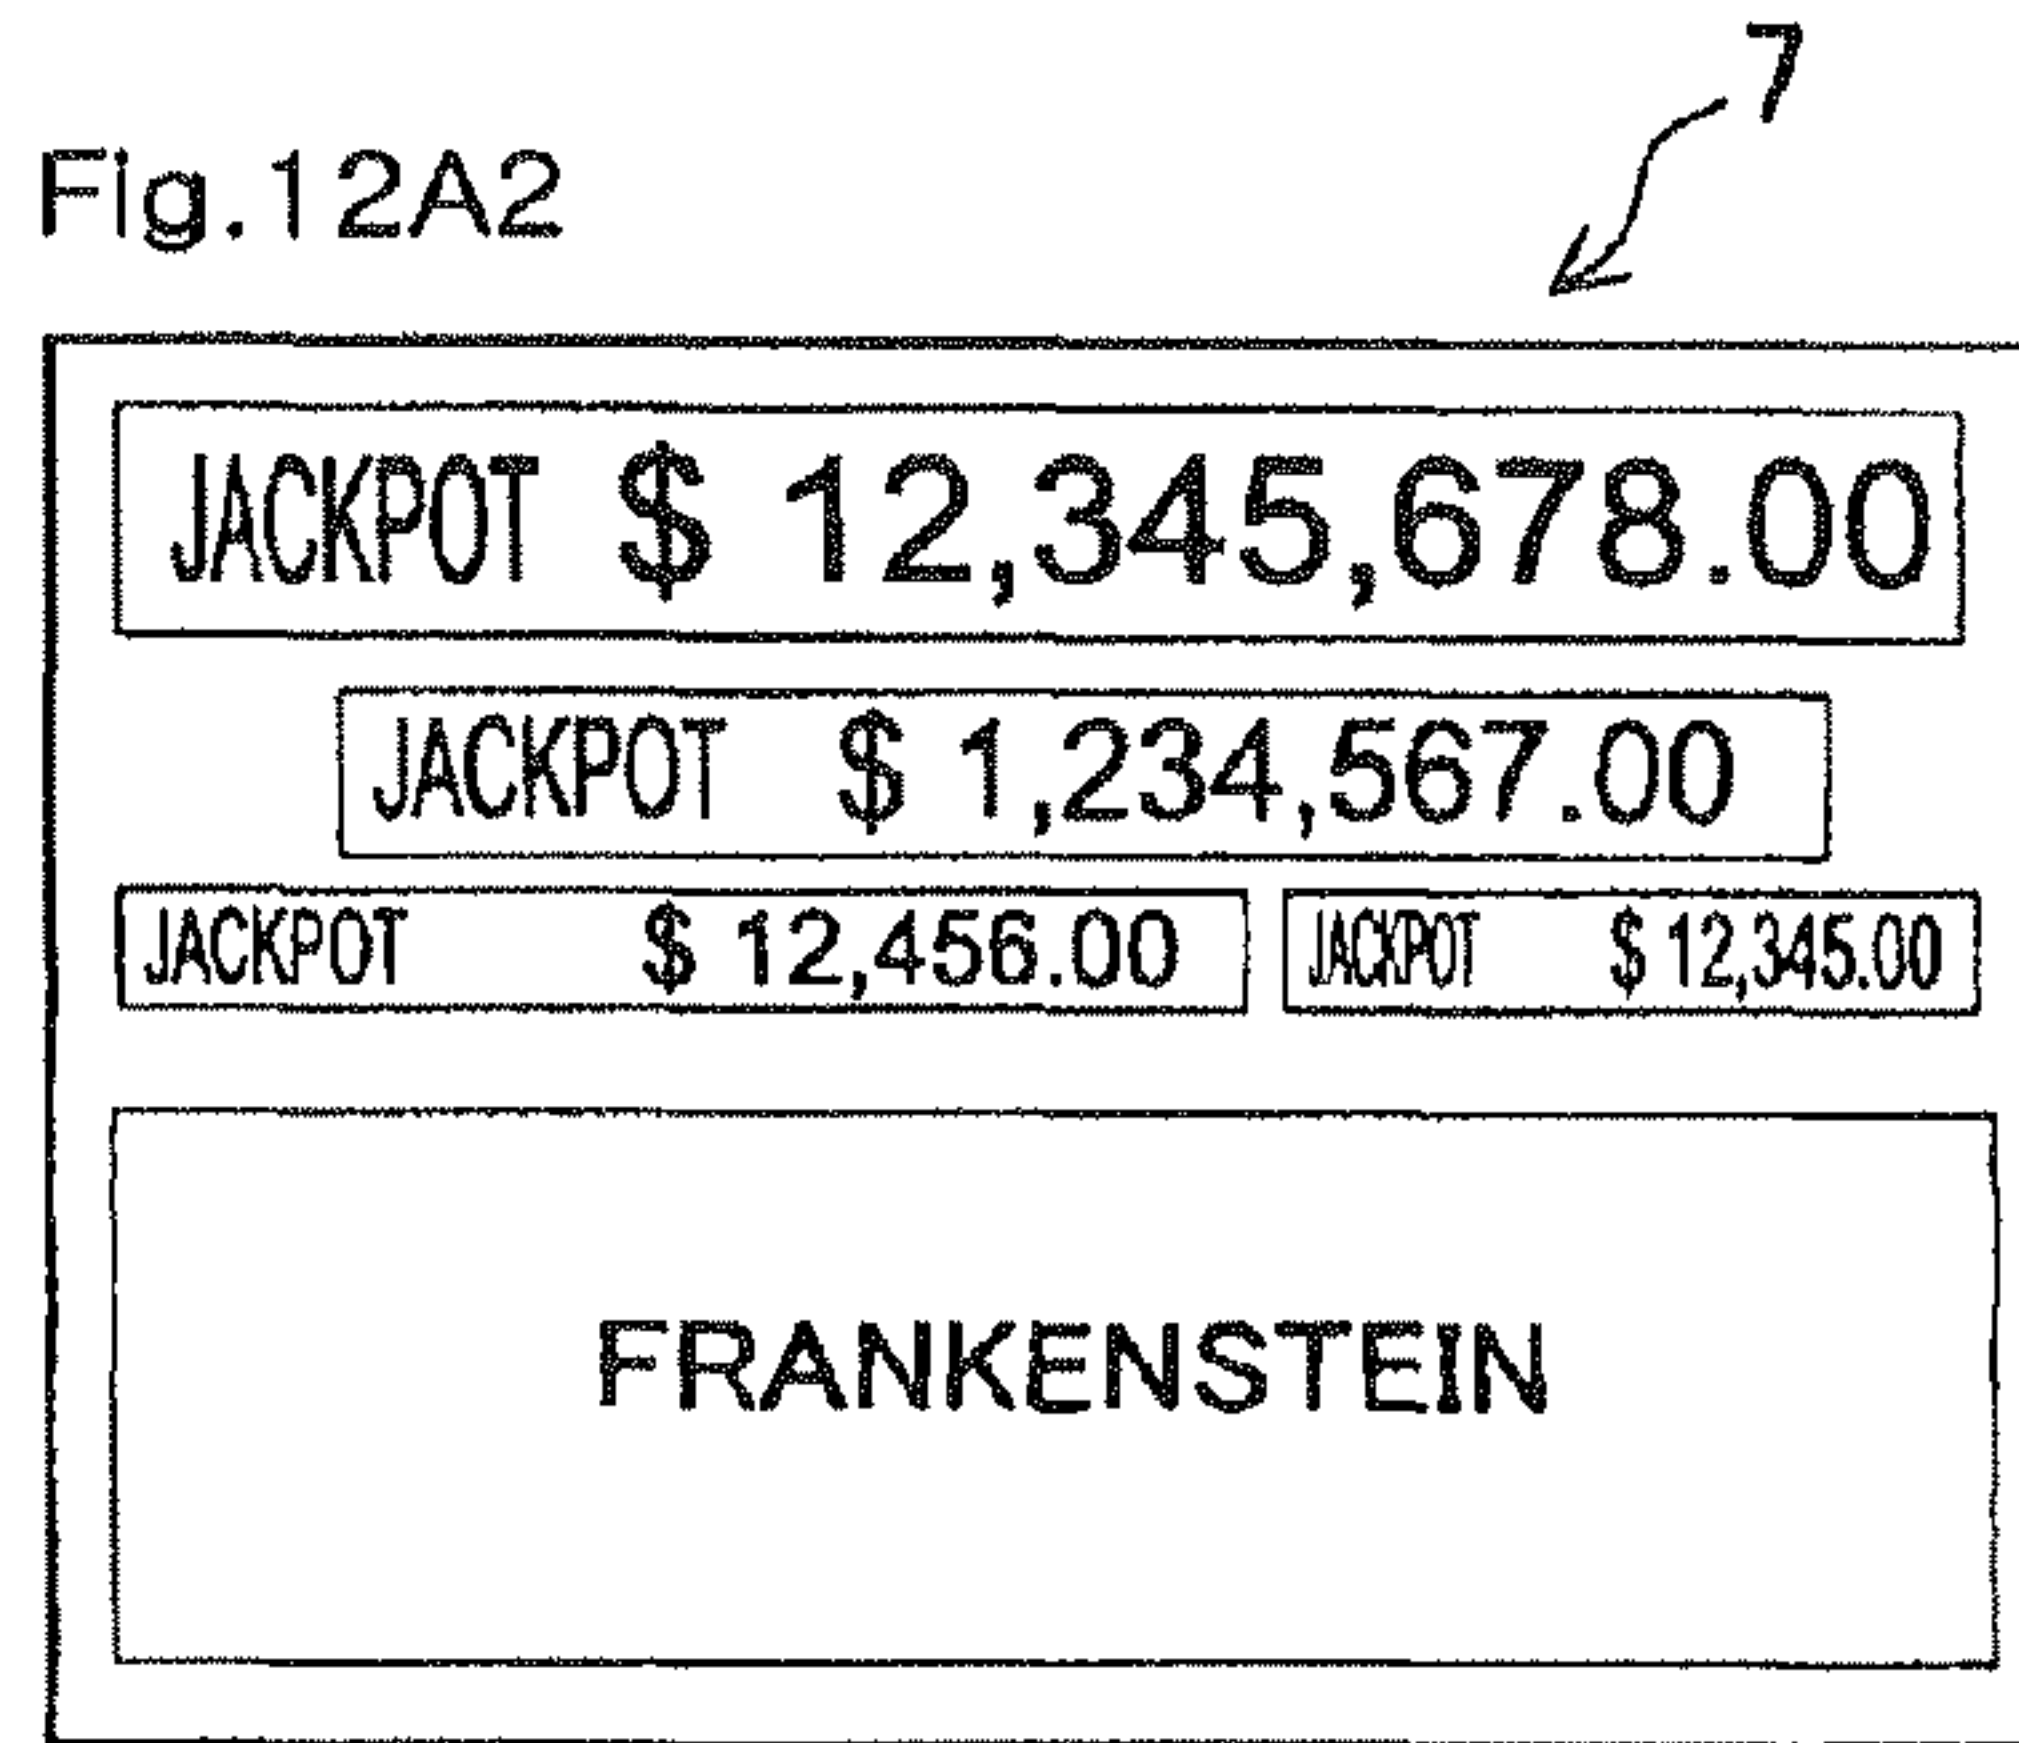 7
Fig.12A2
JACKPOT $ 12,345,678.00
JACKPOT $ 1,234,567.00
JACKPOT $ 12,456.00 JACKPOT $ 12,345.00
FRANKENSTEIN